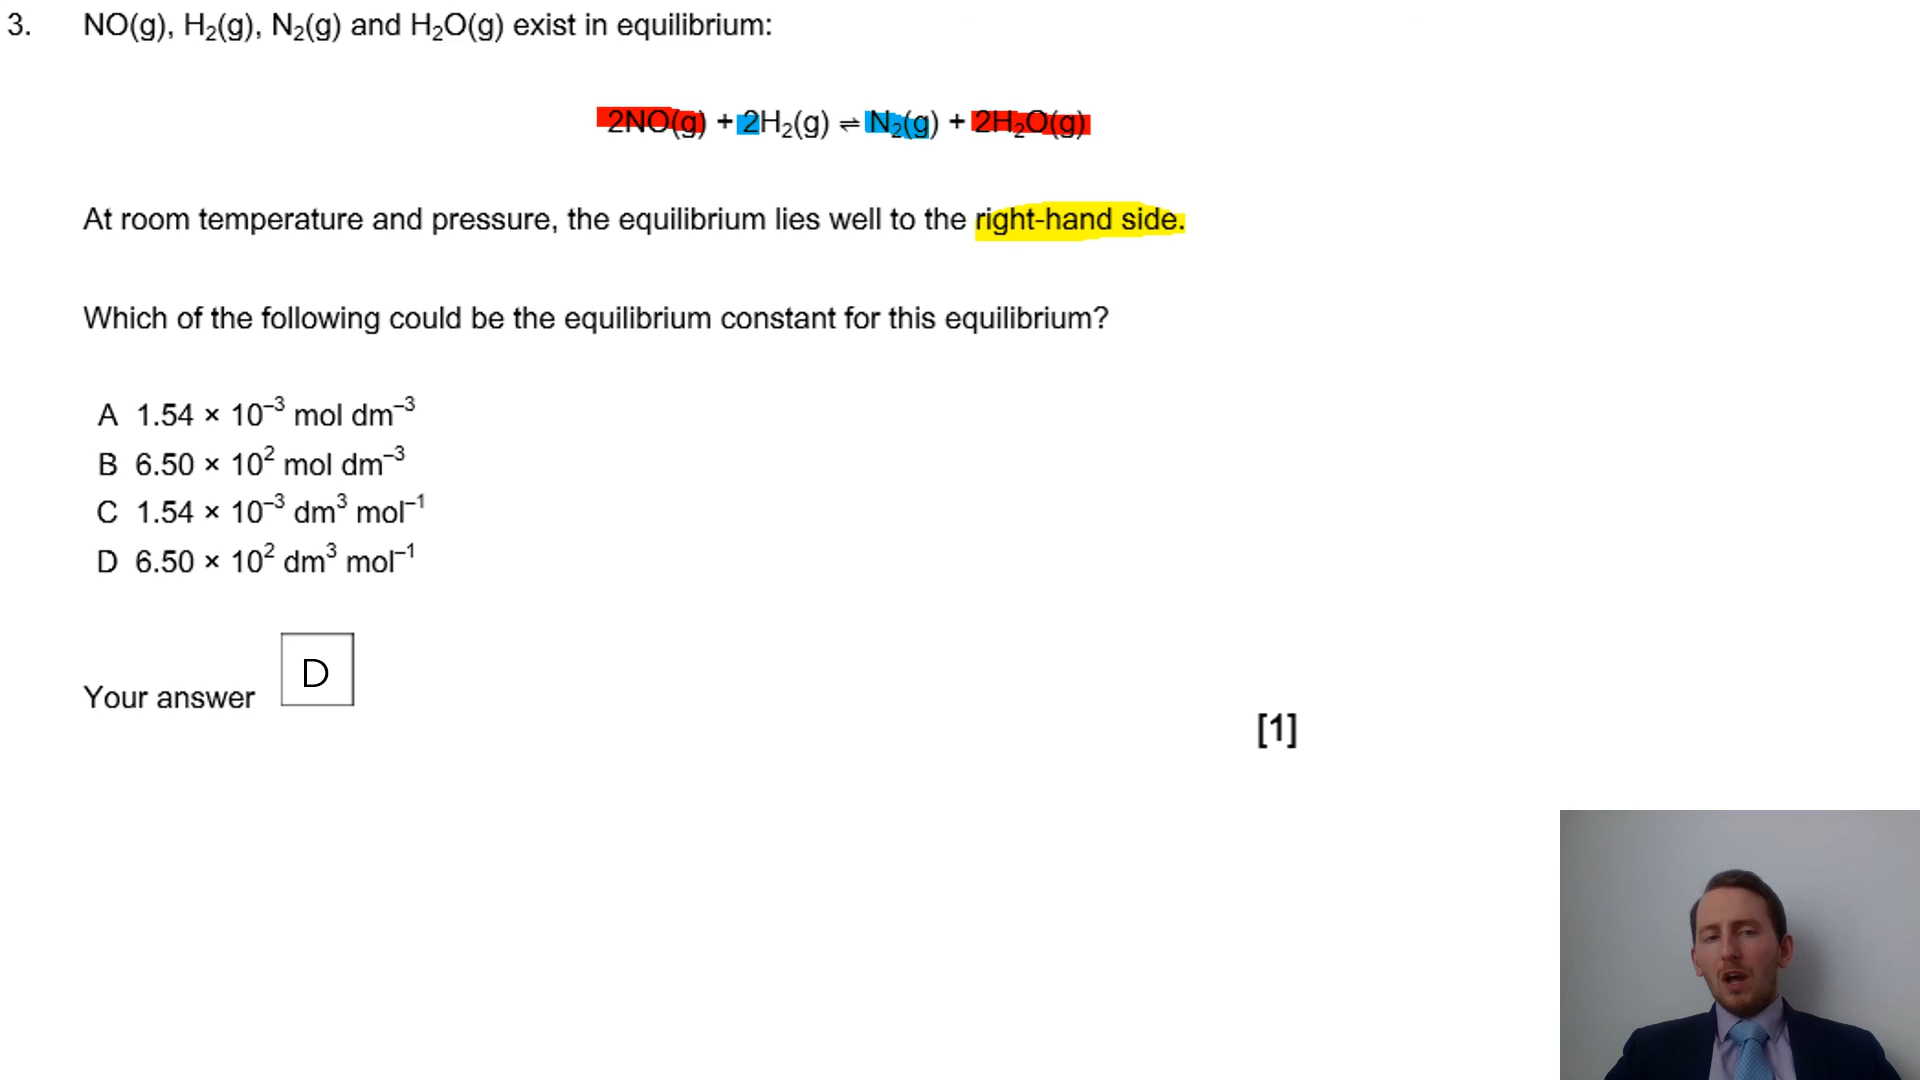 3. NO(g), H₂(g), N₂(g) and H₂O(g) exist in equilibrium:
2NO(g) + 2H₂(g) ⇌ N₂(g) + 2H₂O(g)
At room temperature and pressure, the equilibrium lies well to the right-hand side.
Which of the following could be the equilibrium constant for this equilibrium?
A 1.54 × 10⁻³ mol dm⁻³
B 6.50 × 10² mol dm⁻³
C 1.54 × 10⁻³ dm³ mol⁻¹
D 6.50 × 10² dm³ mol⁻¹
Your answer D
[1]